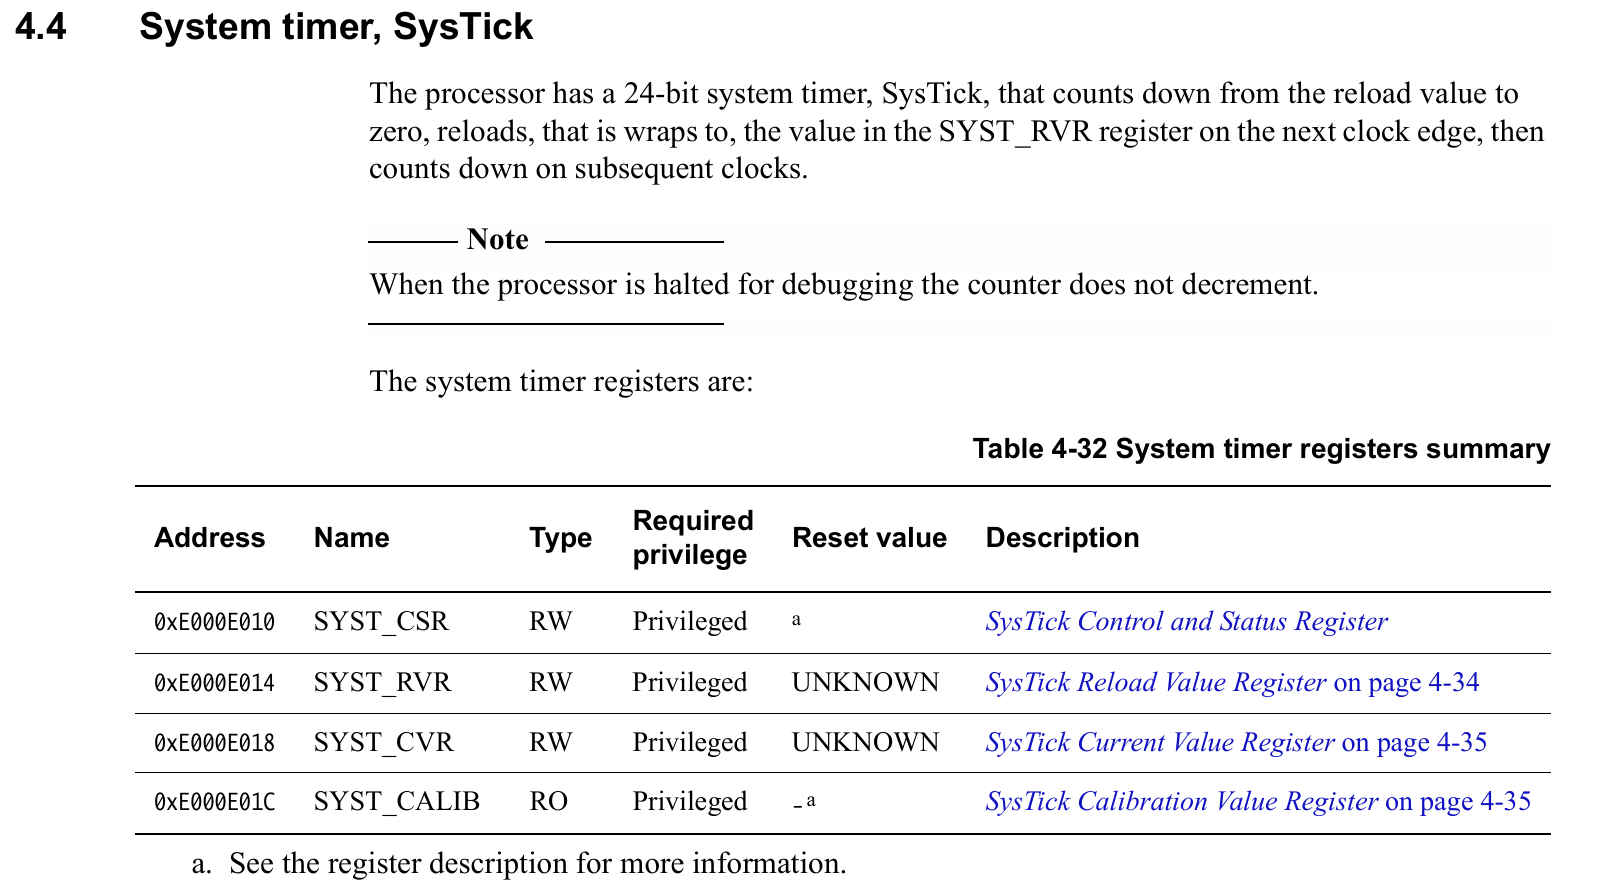 4.4 System timer, SysTick
The processor has a 24-bit system timer, SysTick, that counts down from the reload value to
zero, reloads, that is wraps to, the value in the SYST_RVR register on the next clock edge, then
counts down on subsequent clocks.
Note
When the processor is halted for debugging the counter does not decrement.
The system timer registers are:
Table 4-32 System timer registers summary
Address Name Type Required privilege Reset value Description
0xE000E010 SYST_CSR RW Privileged a SysTick Control and Status Register
0xE000E014 SYST_RVR RW Privileged UNKNOWN SysTick Reload Value Register on page 4-34
0xE000E018 SYST_CVR RW Privileged UNKNOWN SysTick Current Value Register on page 4-35
0xE000E01C SYST_CALIB RO Privileged -a SysTick Calibration Value Register on page 4-35
a. See the register description for more information.